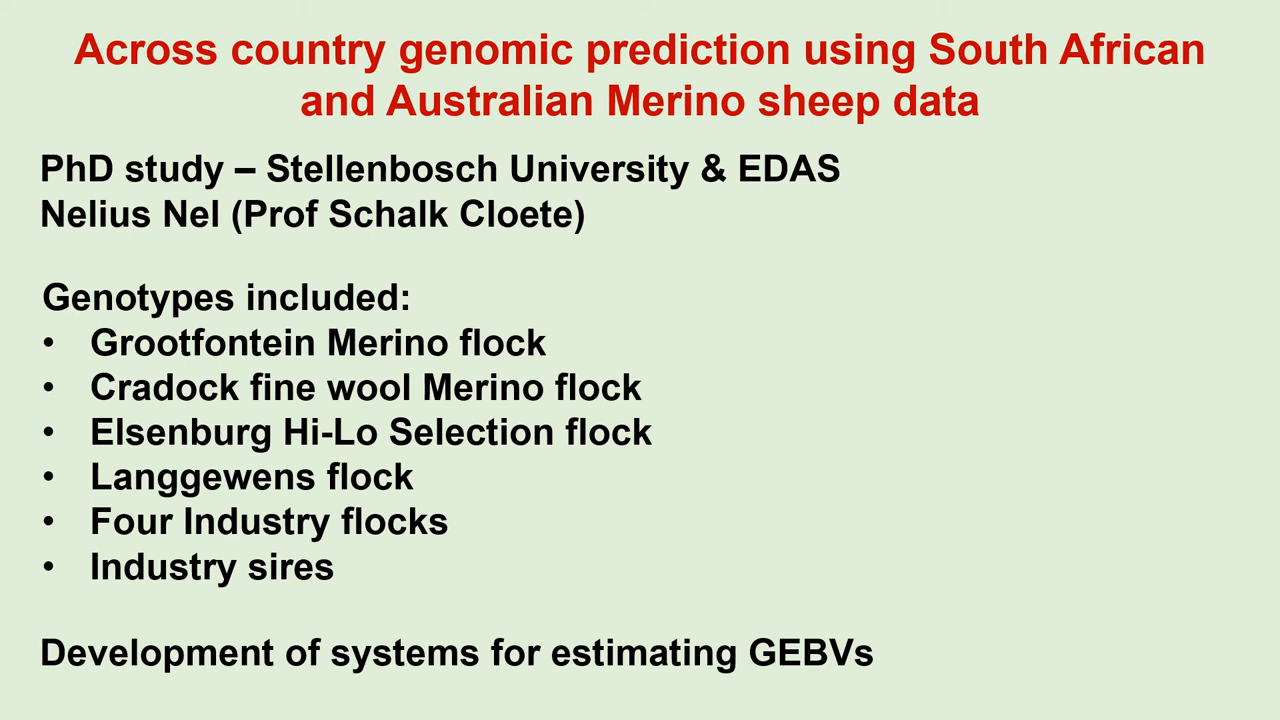 Across country genomic prediction using South African
and Australian Merino sheep data
PhD study – Stellenbosch University & EDAS
Nelius Nel (Prof Schalk Cloete)
Genotypes included:
• Grootfontein Merino flock
• Cradock fine wool Merino flock
• Elsenburg Hi-Lo Selection flock
• Langgewens flock
• Four Industry flocks
• Industry sires
Development of systems for estimating GEBVs